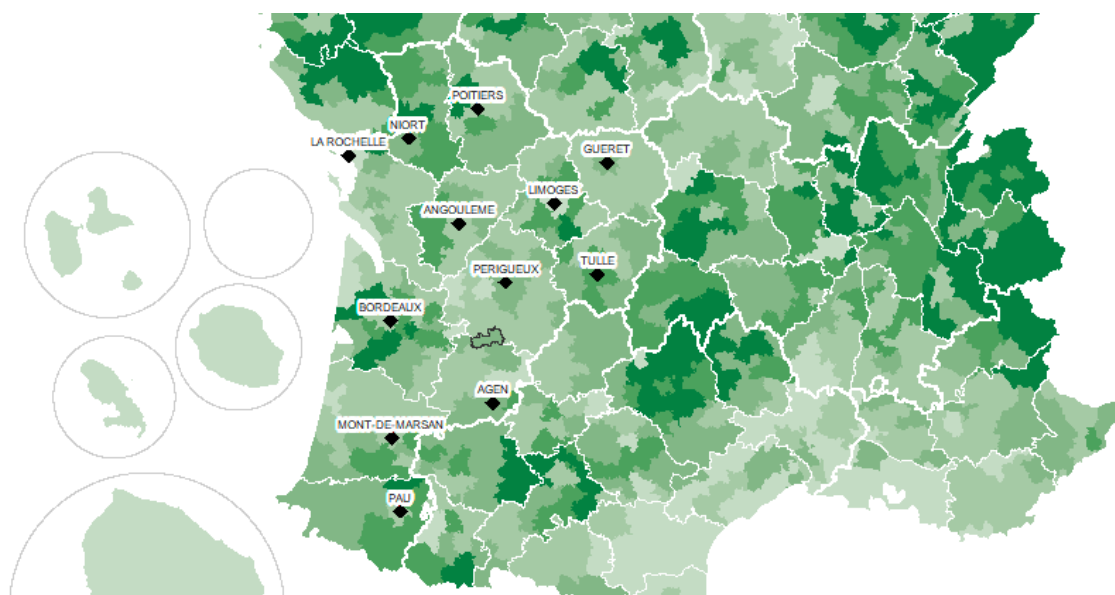 POITIERS
NIORT
LA ROCHELLE
GUERET
LIMOGES
ANGOULEME
TULLE
PERIGUEUX
BORDEAUX
AGEN
MONT-DE-MARSAN
PAU